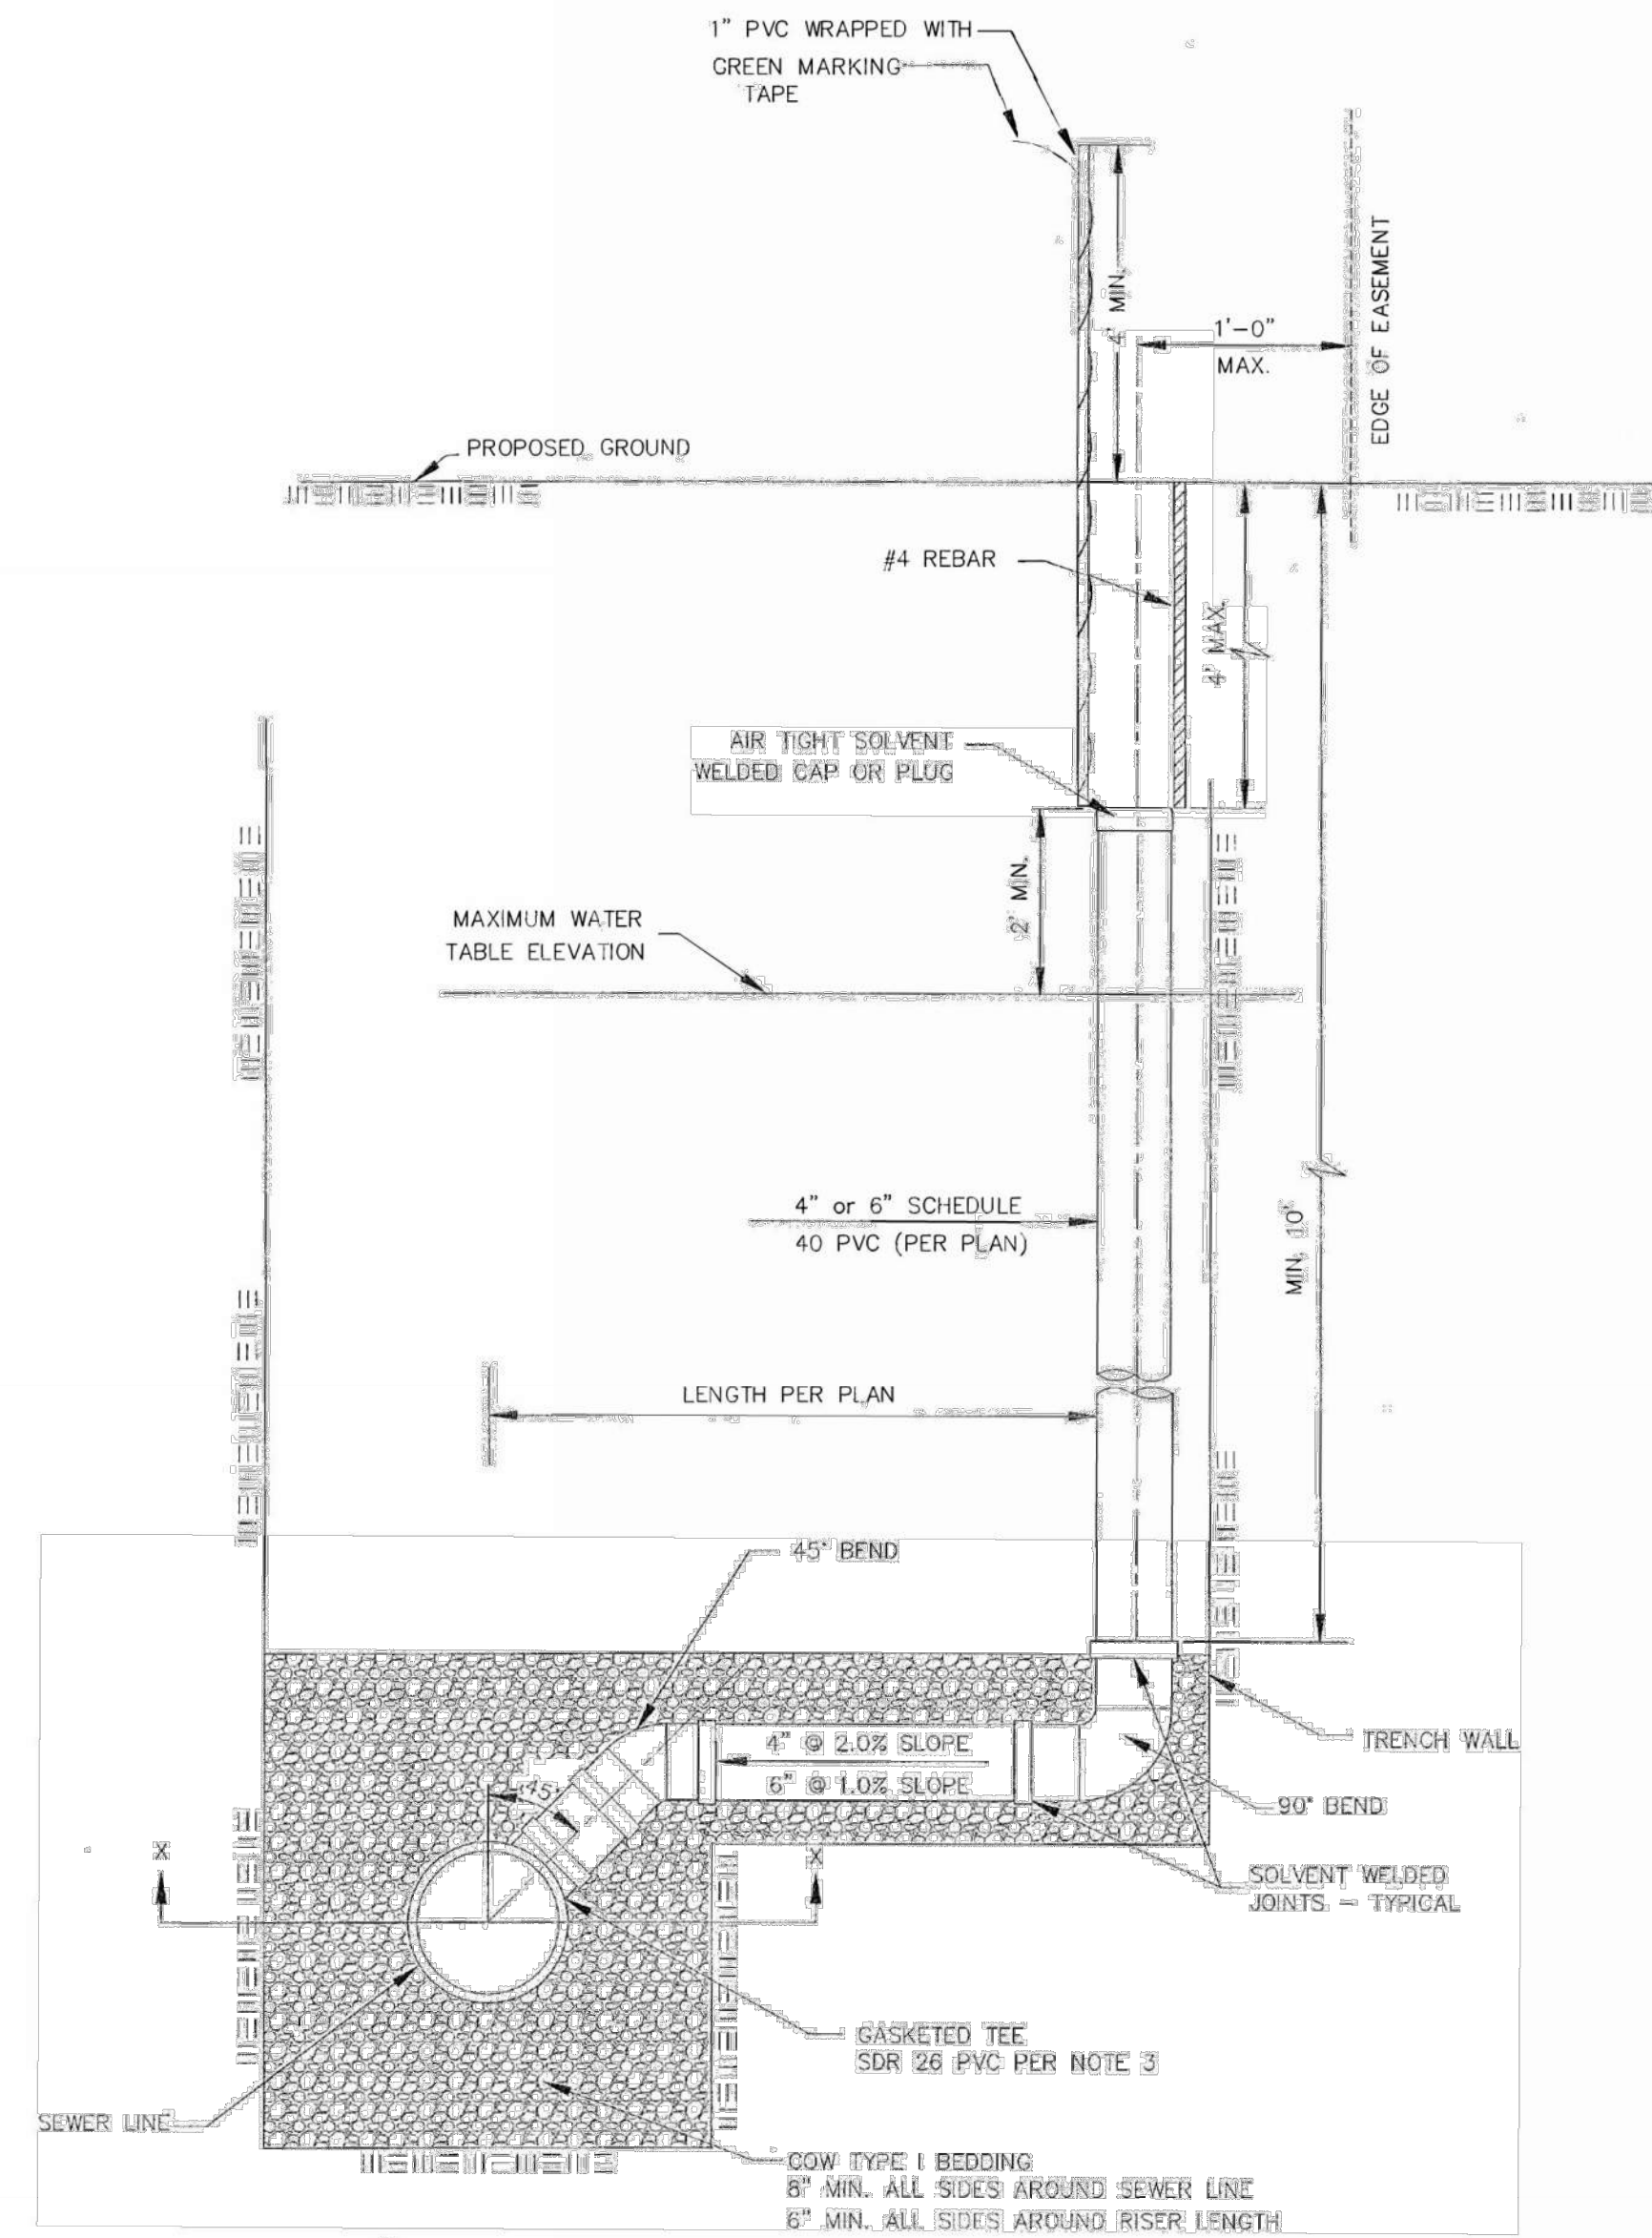 1" PVC WRAPPED WITH
GREEN MARKING
TAPE
4' MIN.
1'-0"
MAX.
EDGE OF EASEMENT
PROPOSED GROUND
#4 REBAR
4' MAX.
AIR TIGHT SOLVENT
WELDED CAP OR PLUG
2' MIN.
MAXIMUM WATER
TABLE ELEVATION
4" or 6" SCHEDULE
40 PVC (PER PLAN)
MIN. 10'
LENGTH PER PLAN
45° BEND
4" @ 2.0% SLOPE
6" @ 1.0% SLOPE
TRENCH WALL
45°
90° BEND
X
X
SOLVENT WELDED
JOINTS - TYPICAL
GASKETED TEE
SDR 26 PVC PER NOTE 3
SEWER LINE
COW TYPE I BEDDING
8" MIN. ALL SIDES AROUND SEWER LINE
6" MIN. ALL SIDES AROUND RISER LENGTH